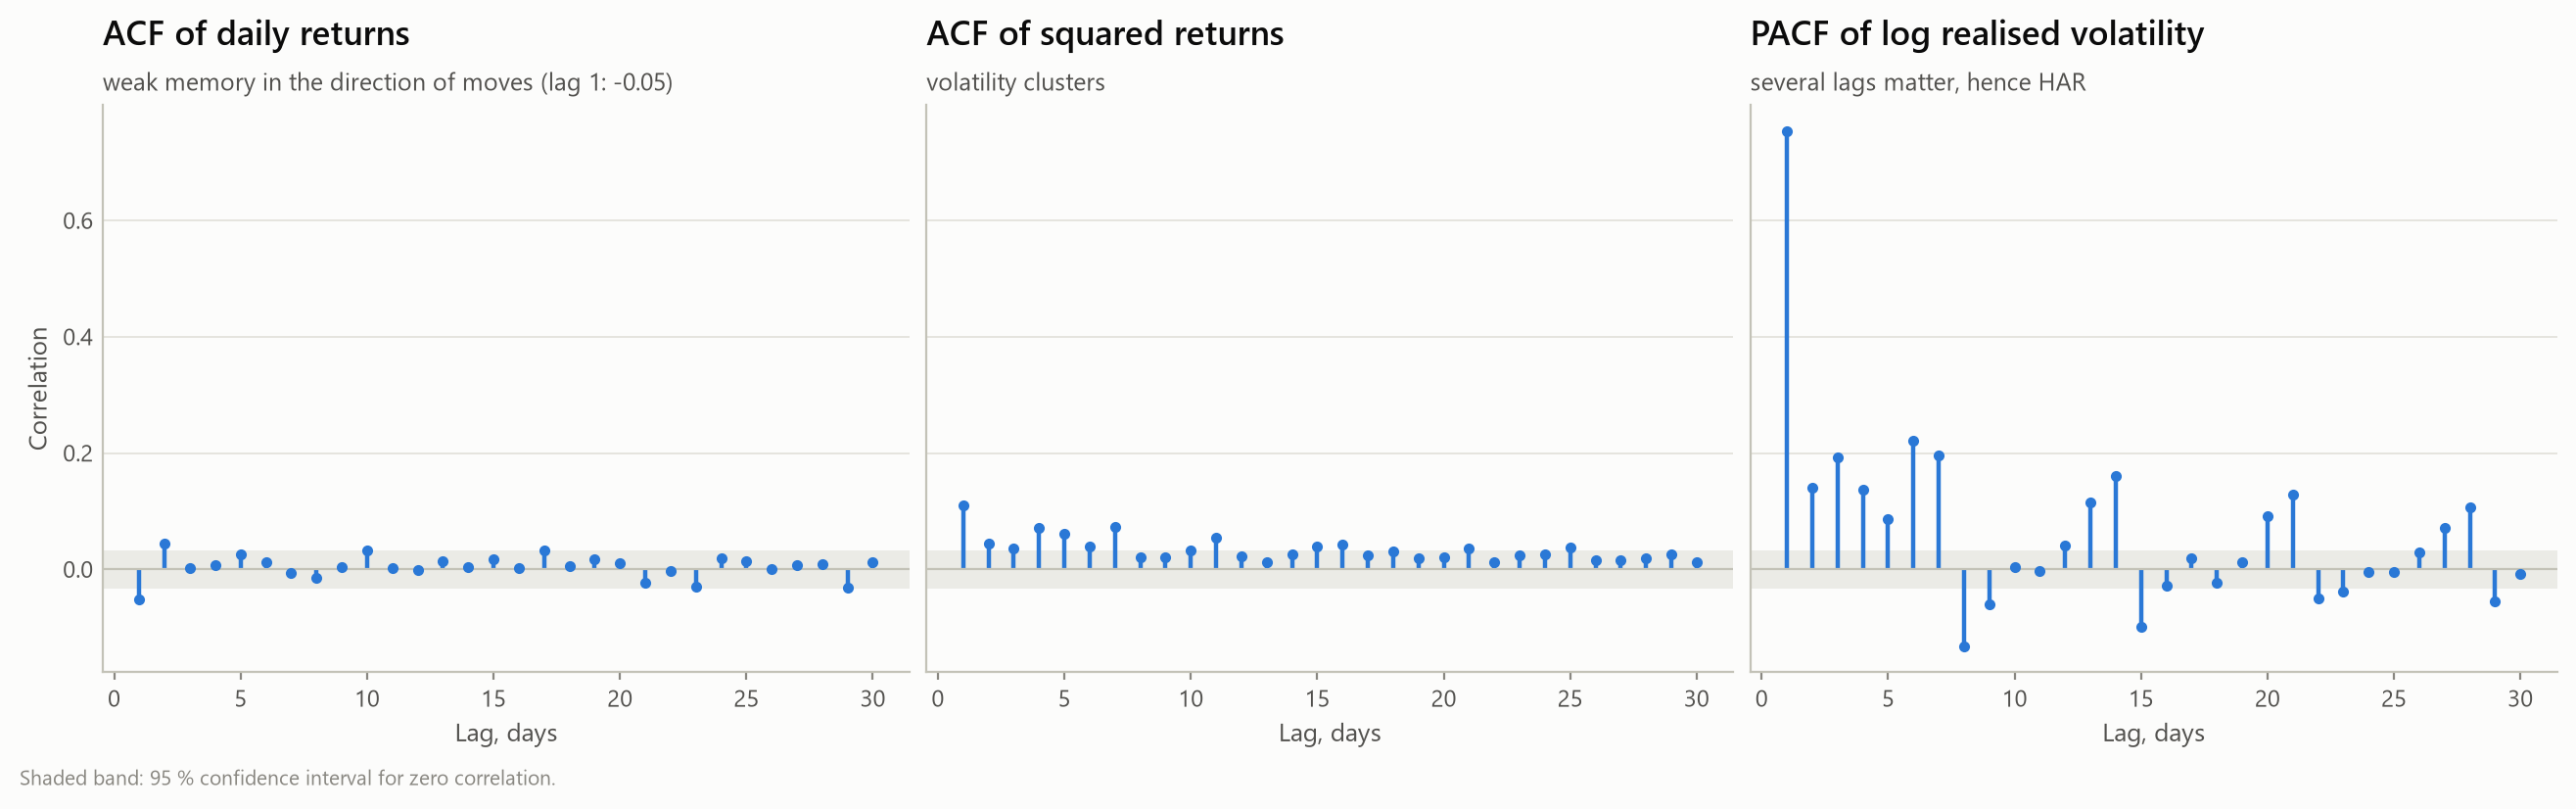 ACF of daily returns
weak memory in the direction of moves (lag 1: -0.05)
ACF of squared returns
volatility clusters
PACF of log realised volatility
several lags matter, hence HAR
Correlation
0.6
0.4
0.2
0.0
0 5 10 15 20 25 30
0 5 10 15 20 25 30
0 5 10 15 20 25 30
Lag, days
Lag, days
Lag, days
Shaded band: 95 % confidence interval for zero correlation.